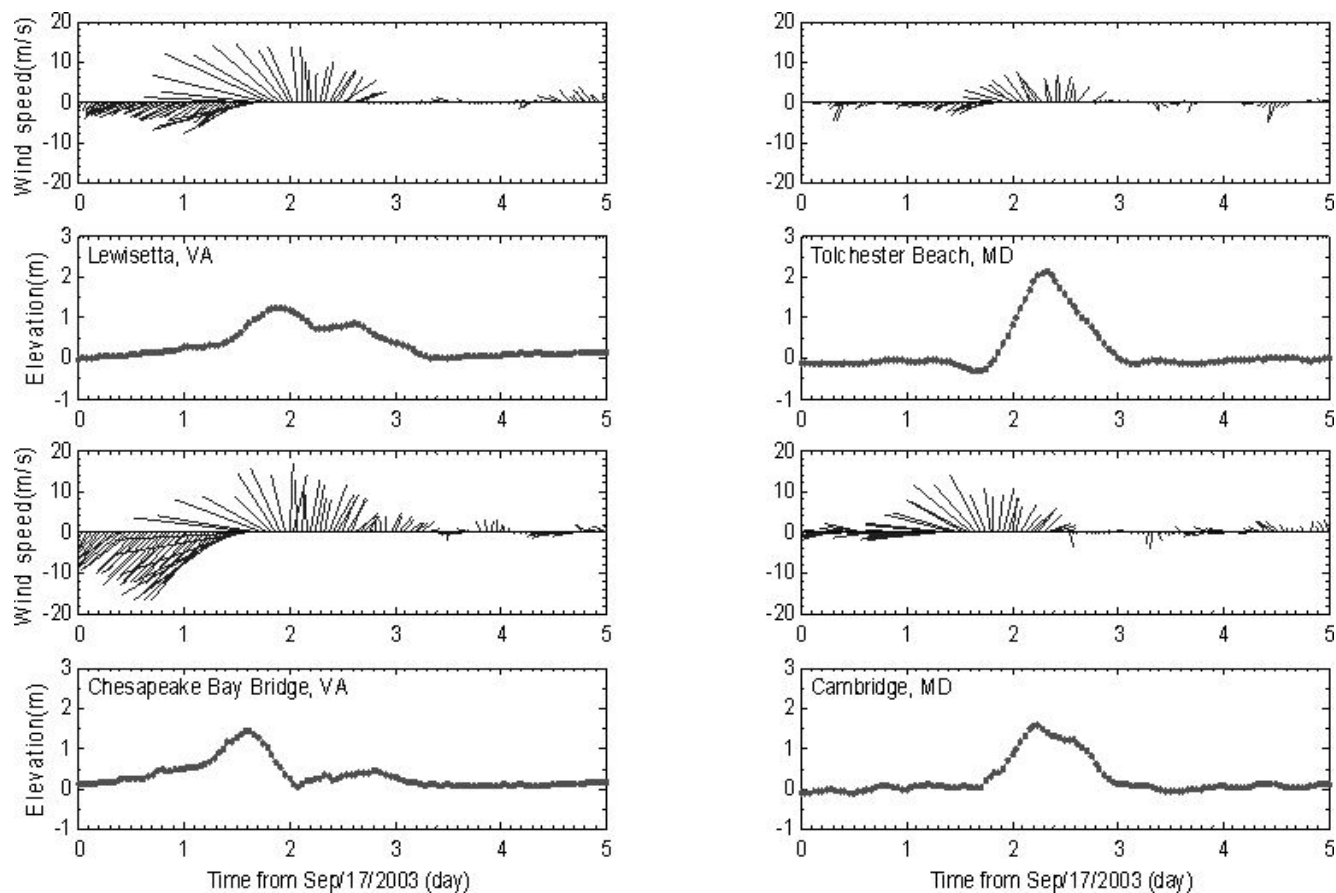 Wind speed(m/s)
20
10
0
-10
-20
0 1 2 3 4 5
20
10
0
-10
-20
0 1 2 3 4 5
Elevation(m)
3
2
1
0
-1
Lewisetta, VA
0 1 2 3 4 5
3
2
1
0
-1
Tolchester Beach, MD
0 1 2 3 4 5
Wind speed(m/s)
20
10
0
-10
-20
0 1 2 3 4 5
20
10
0
-10
-20
0 1 2 3 4 5
Elevation(m)
3
2
1
0
-1
Chesapeake Bay Bridge, VA
0 1 2 3 4 5
Time from Sep/17/2003 (day)
3
2
1
0
-1
Cambridge, MD
0 1 2 3 4 5
Time from Sep/17/2003 (day)